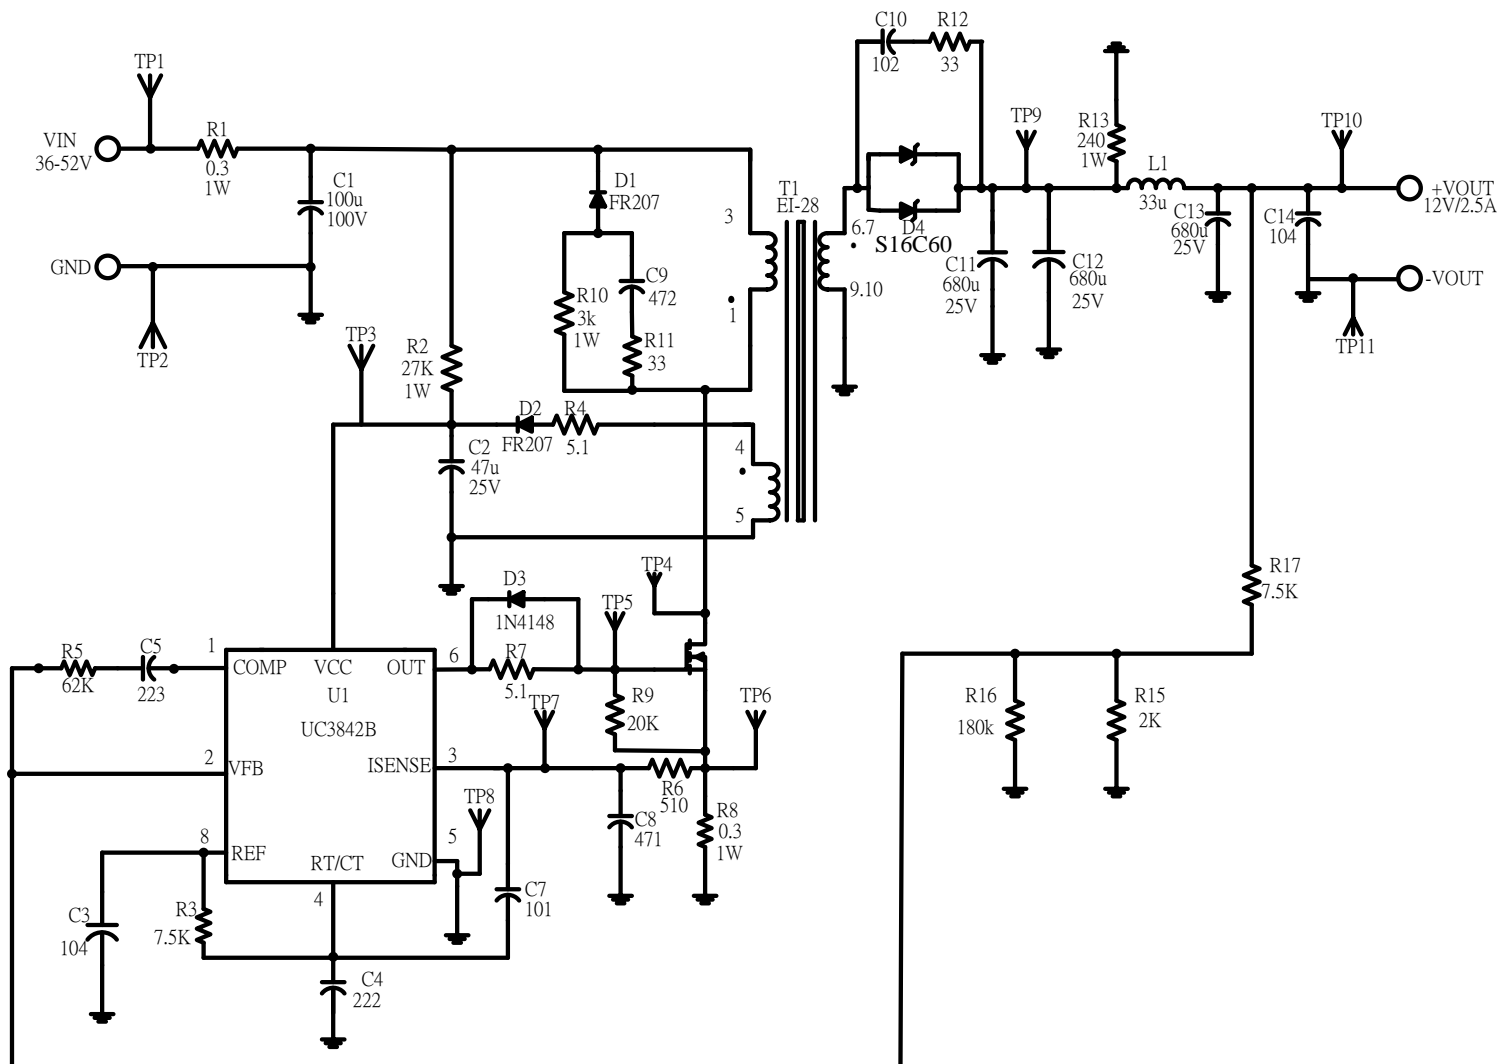 C10
R12
102
33
TP1
VIN
36-52V
R1
0.3
1W
C1
100u
100V
D1
FR207
T1
EI-28
3
6.7
D4
S16C60
TP9
R13
240
1W
L1
33u
TP10
+VOUT
12V/2.5A
C13
680u
25V
C14
104
GND
TP2
TP3
R2
27K
1W
R10
3k
1W
C9
472
R11
33
1
9.10
C11
680u
25V
C12
680u
25V
-VOUT
TP11
D2
FR207
R4
5.1
4
C2
47u
25V
5
TP4
D3
1N4148
TP5
R17
7.5K
R5
62K
C5
223
1
COMP
VCC
OUT
6
R7
5.1
U1
UC3842B
R9
20K
TP7
TP6
R16
180k
R15
2K
2
VFB
ISENSE
3
R6
510
TP8
C8
471
R8
0.3
1W
8
REF
RT/CT
GND
5
4
C7
101
C3
104
R3
7.5K
C4
222